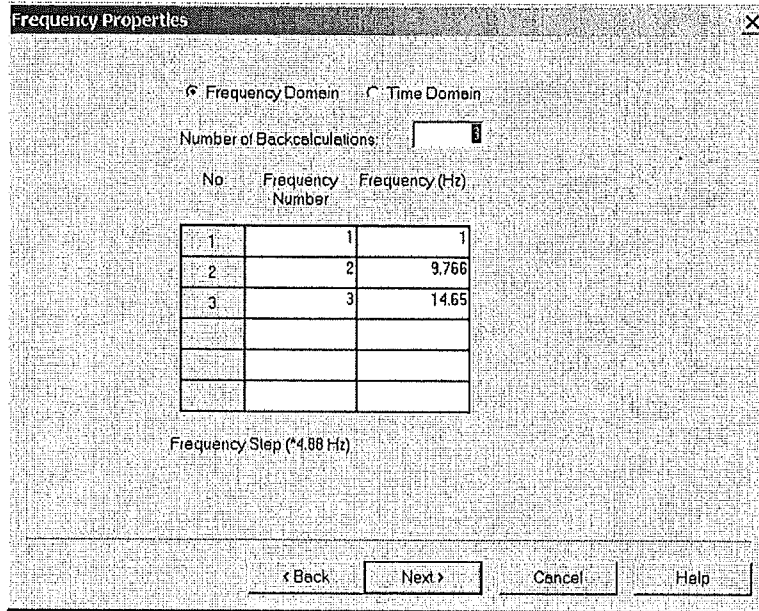 Frequency Properties
Frequency Domain Time Domain
Number of Backcalculations: 3
No Frequency Number Frequency (Hz)
1 1 1
2 2 9.766
3 3 14.65
Frequency Step (*4.88 Hz)
< Back Next > Cancel Help